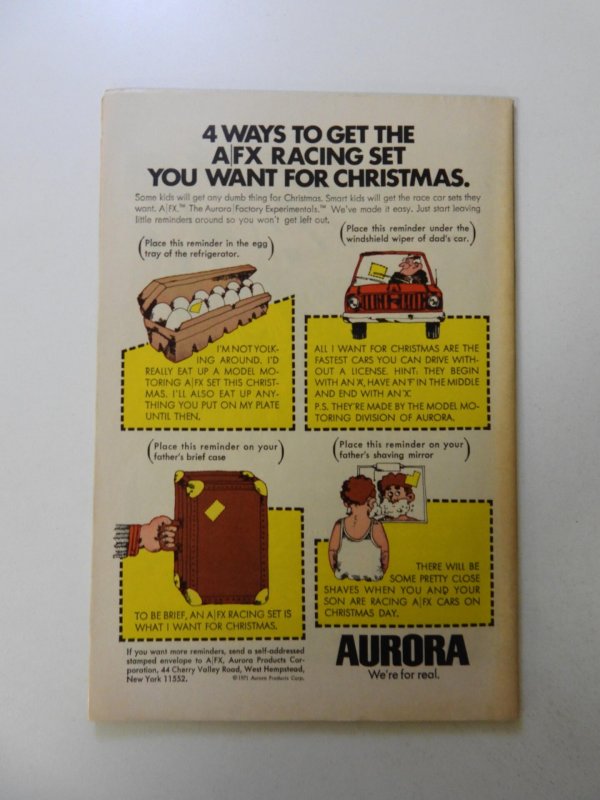 4 WAYS TO GET THE
A|FX RACING SET
YOU WANT FOR CHRISTMAS.
Some kids will get any dumb thing for Christmas. Smart kids will get the race car sets they
want. A|FX.™ The Aurora Factory Experimentals.™ We've made it easy. Just start leaving
little reminders around so you won't get left out.
(Place this reminder in the egg
tray of the refrigerator.)
I'M NOT YOLK-
ING AROUND. I'D
REALLY EAT UP A MODEL MO-
TORING A|FX SET THIS CHRIST-
MAS. I'LL ALSO EAT UP ANY-
THING YOU PUT ON MY PLATE
UNTIL THEN.
(Place this reminder under the
windshield wiper of dad's car.)
ALL I WANT FOR CHRISTMAS ARE THE
FASTEST CARS YOU CAN DRIVE WITH-
OUT A LICENSE. HINT: THEY BEGIN
WITH AN 'A', HAVE AN 'F' IN THE MIDDLE
AND END WITH AN 'X'.
P.S. THEY'RE MADE BY THE MODEL MO-
TORING DIVISION OF AURORA.
(Place this reminder on your
father's brief case)
TO BE BRIEF, AN A|FX RACING SET IS
WHAT I WANT FOR CHRISTMAS.
(Place this reminder on your
father's shaving mirror)
THERE WILL BE
SOME PRETTY CLOSE
SHAVES WHEN YOU AND YOUR
SON ARE RACING A|FX CARS ON
CHRISTMAS DAY.
If you want more reminders, send a self-addressed
stamped envelope to A|FX, Aurora Products Cor-
poration, 44 Cherry Valley Road, West Hempstead,
New York 11552.
© 1971 Aurora Products Corp.
AURORA
We're for real.